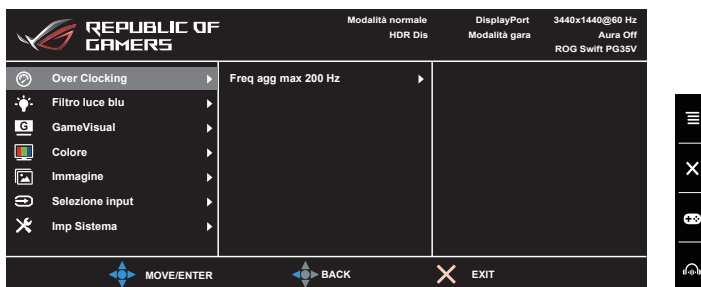 REPUBLIC OF
GAMERS
Modalità normale
HDR Dis
DisplayPort
Modalità gara
3440x1440@60 Hz
Aura Off
ROG Swift PG35V
Over Clocking
Filtro luce blu
G GameVisual
Colore
Immagine
Selezione input
Imp Sistema
Freq agg max 200 Hz
MOVE/ENTER
BACK
EXIT